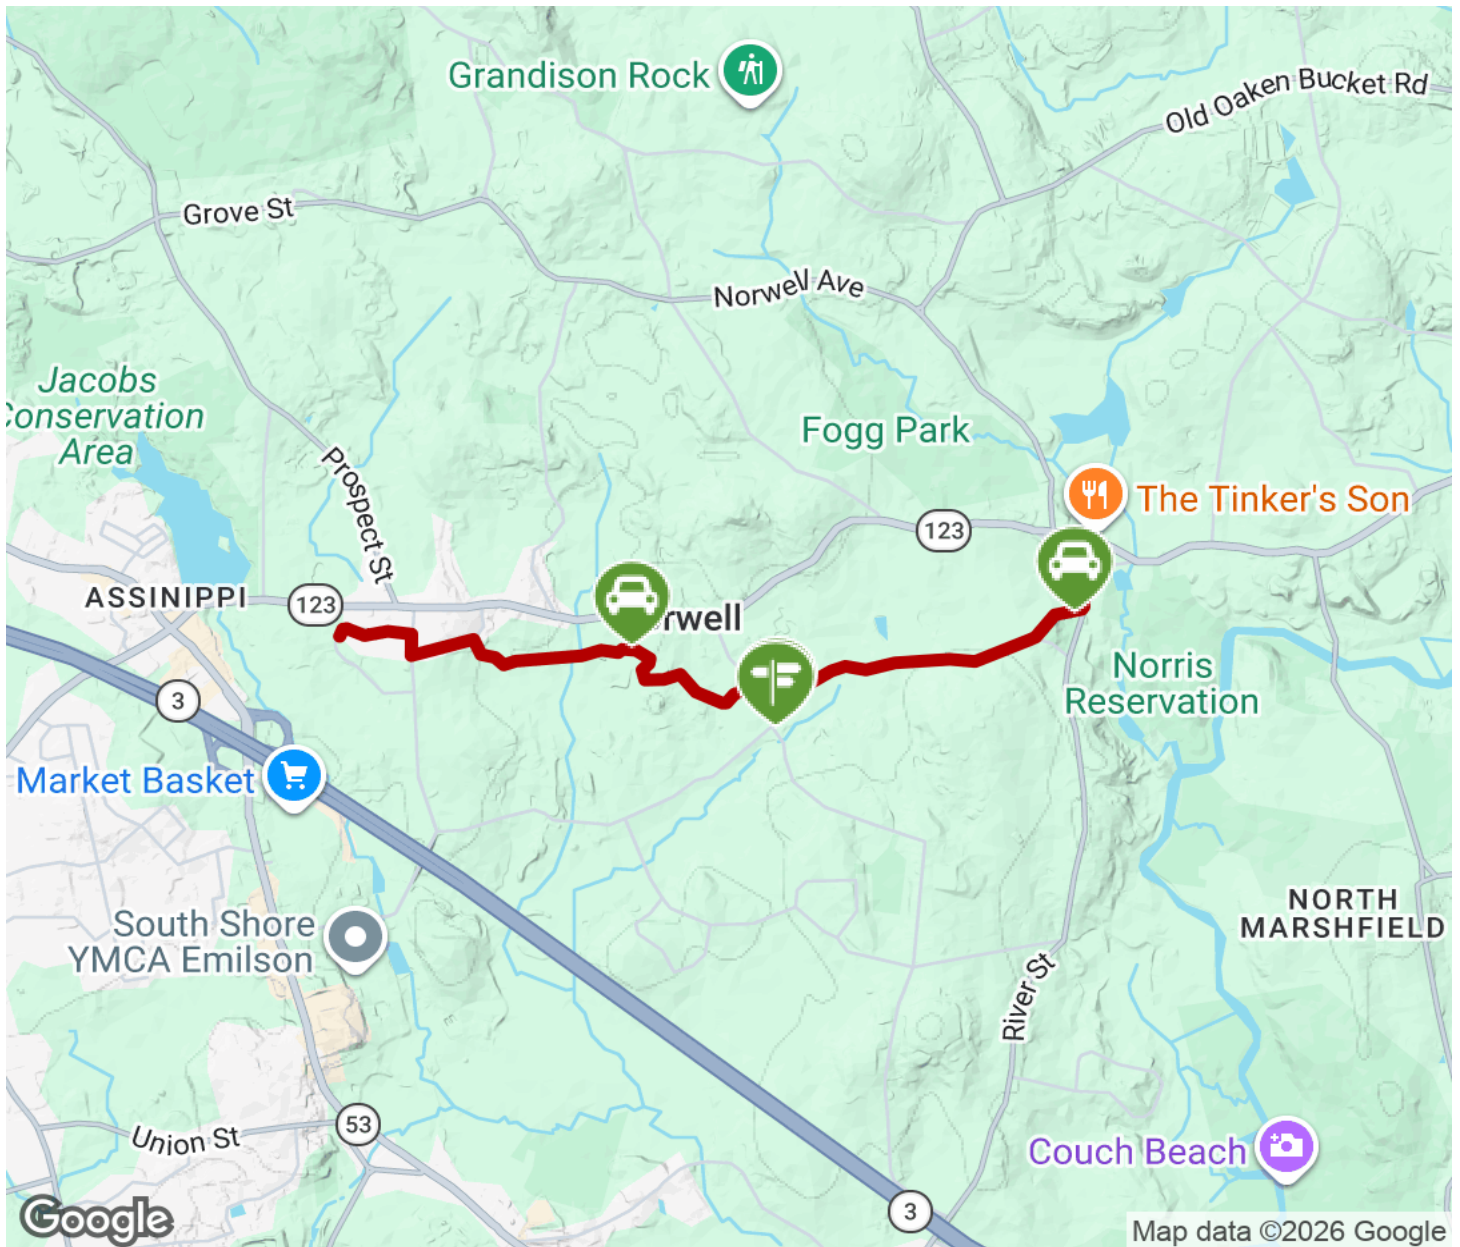 Grandison Rock
Old Oaken Bucket Rd
Grove St
Norwell Ave
Jacobs
Conservation
Area
Fogg Park
Prospect St
The Tinker's Son
123
ASSINIPPI
123
rwell
Norris
Reservation
3
Market Basket
NORTH
MARSHFIELD
South Shore
YMCA Emilson
River St
53
Union St
Couch Beach
3
Google
Map data ©2026 Google